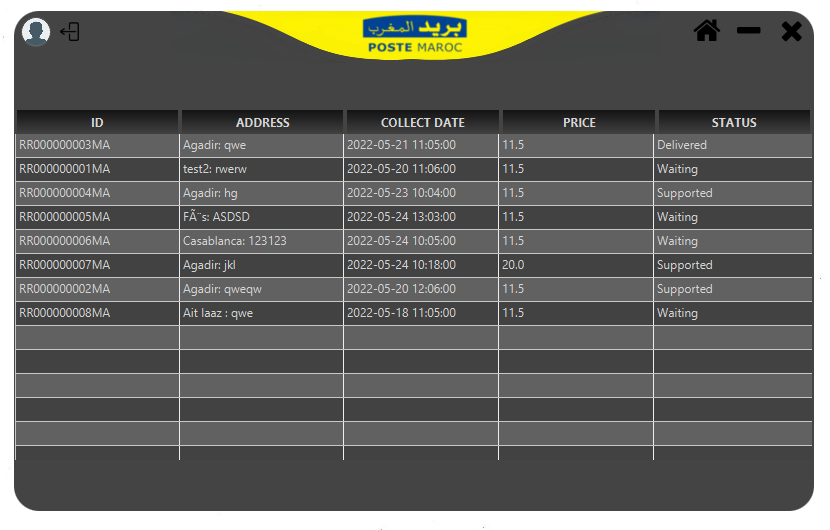 بريد المغرب
POSTE MAROC
ID ADDRESS COLLECT DATE PRICE STATUS
RR000000003MA Agadir: qwe 2022-05-21 11:05:00 11.5 Delivered
RR000000001MA test2: rwerw 2022-05-20 11:06:00 11.5 Waiting
RR000000004MA Agadir: hg 2022-05-23 10:04:00 11.5 Supported
RR000000005MA FÃ¨s: ASDSD 2022-05-24 13:03:00 11.5 Waiting
RR000000006MA Casablanca: 123123 2022-05-24 10:05:00 11.5 Waiting
RR000000007MA Agadir: jkl 2022-05-24 10:18:00 20.0 Supported
RR000000002MA Agadir: qweqw 2022-05-20 12:06:00 11.5 Supported
RR000000008MA Ait Iaaz : qwe 2022-05-18 11:05:00 11.5 Waiting